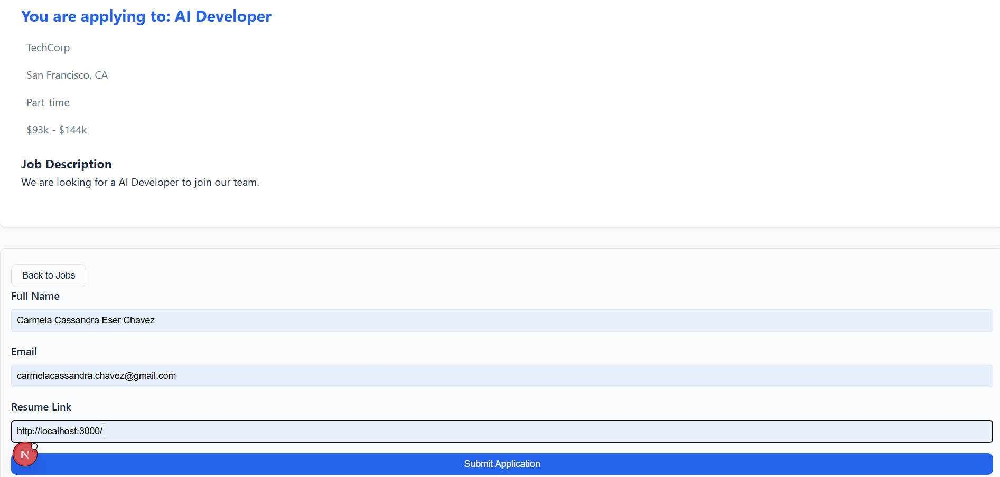 You are applying to: AI Developer
TechCorp
San Francisco, CA
Part-time
$93k - $144k
Job Description
We are looking for a AI Developer to join our team.
Back to Jobs
Full Name
Carmela Cassandra Eser Chavez
Email
carmelacassandra.chavez@gmail.com
Resume Link
http://localhost:3000/
N
Submit Application